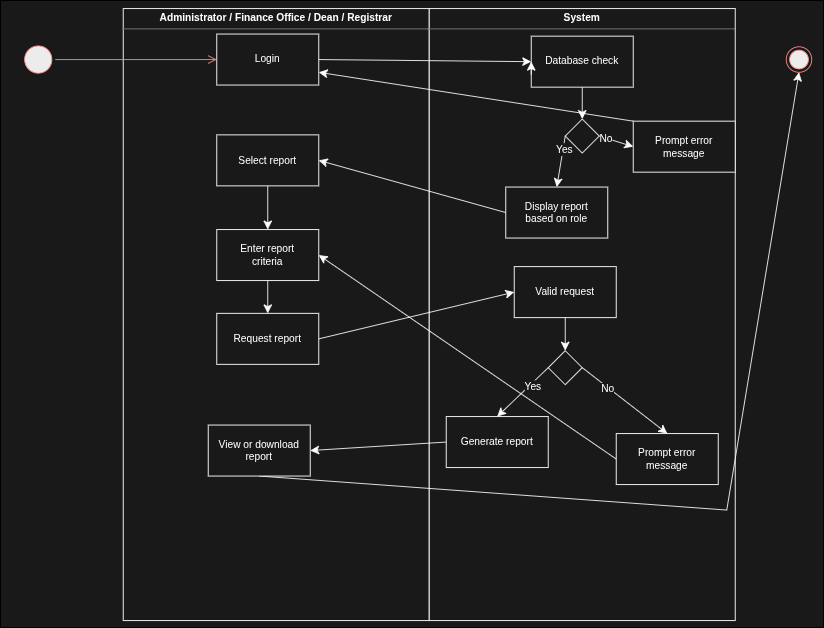 Administrator / Finance Office / Dean / Registrar
System
Login
Database check
Prompt error
message
No
Yes
Select report
Display report
based on role
Enter report
criteria
Valid request
Request report
Yes
No
View or download
report
Generate report
Prompt error
message